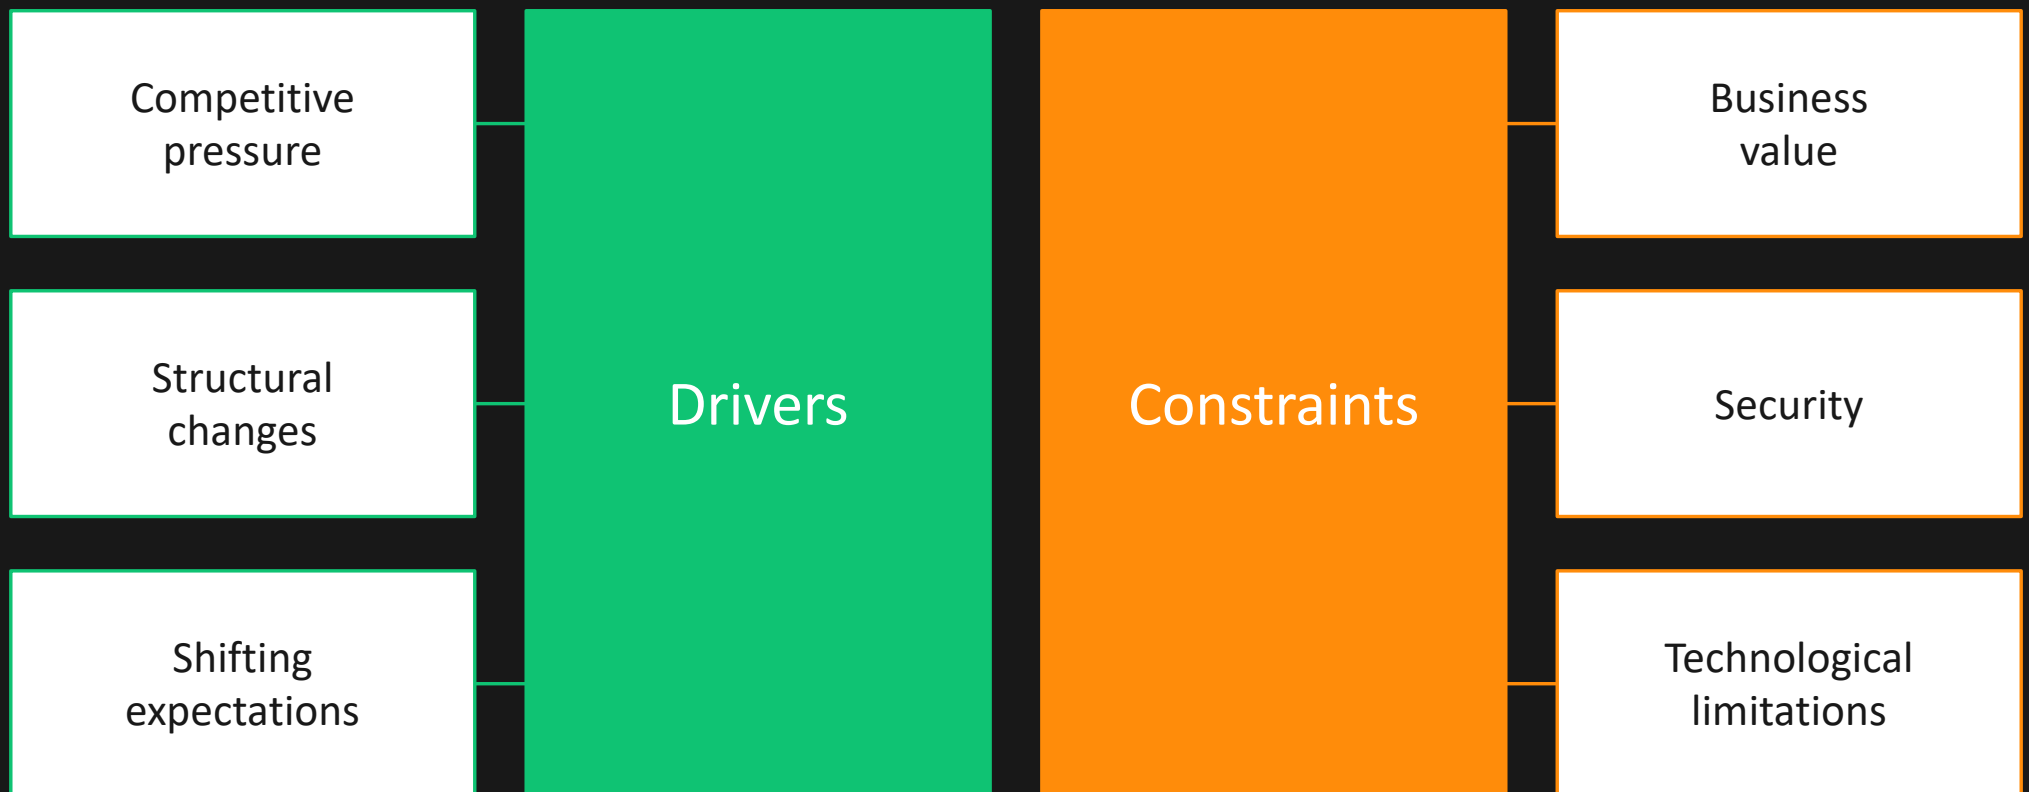 Competitive
pressure
Structural
changes
Shifting
expectations
Drivers
Constraints
Business
value
Security
Technological
limitations